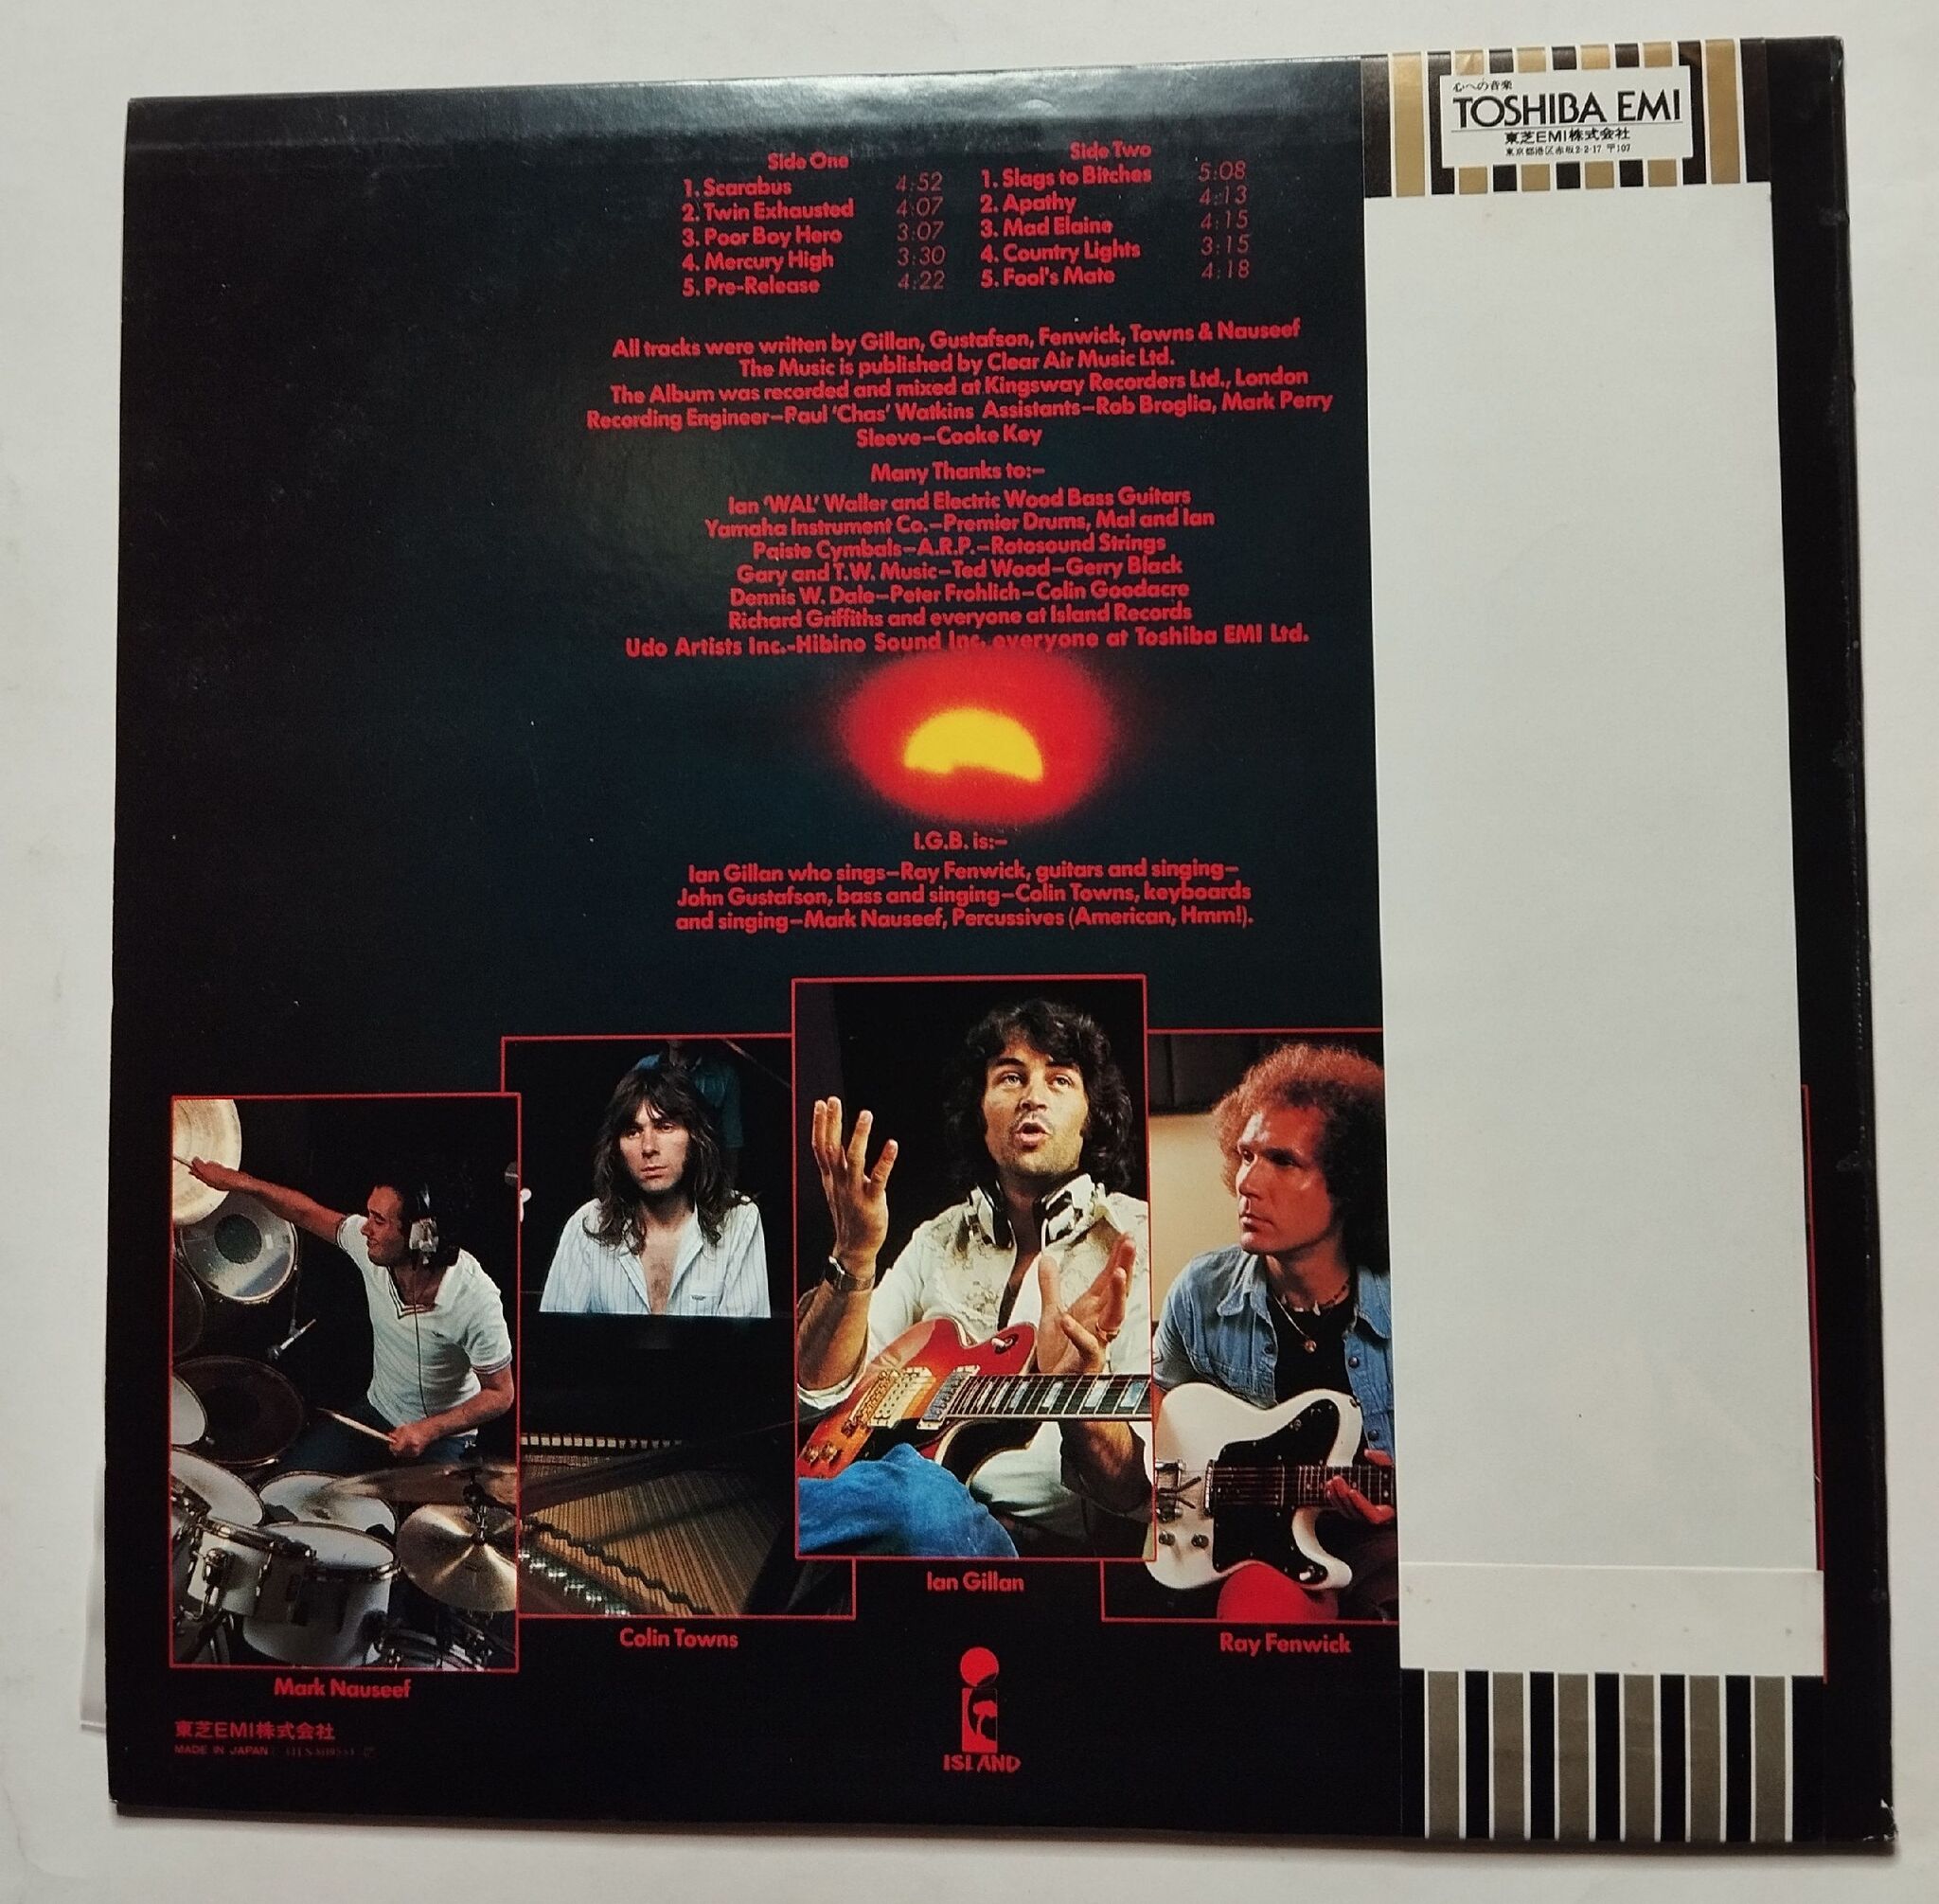 心への音楽
TOSHIBA EMI
東芝EMI株式会社
東京都港区赤坂2-2-17 〒107
Side One
1. Scarabus 4:52
2. Twin Exhausted 4:07
3. Poor Boy Hero 3:07
4. Mercury High 3:30
5. Pre-Release 4:22
Side Two
1. Slags to Bitches 5:08
2. Apathy 4:13
3. Mad Elaine 4:15
4. Country Lights 3:15
5. Fool's Mate 4:18
All tracks were written by Gillan, Gustafson, Fenwick, Towns & Nauseef
The Music is published by Clear Air Music Ltd.
The Album was recorded and mixed at Kingsway Recorders Ltd., London
Recording Engineer–Paul 'Chas' Watkins Assistants–Rob Broglia, Mark Perry
Sleeve–Cooke Key
Many Thanks to:–
Ian 'WAL' Waller and Electric Wood Bass Guitars
Yamaha Instrument Co.–Premier Drums, Mal and Ian
Paiste Cymbals–A.R.P.–Rotosound Strings
Gary and T.W. Music–Ted Wood–Gerry Black
Dennis W. Dale–Peter Frohlich–Colin Goodacre
Richard Griffiths and everyone at Island Records
Udo Artists Inc.-Hibino Sound Inc. everyone at Toshiba EMI Ltd.
I.G.B. is:–
Ian Gillan who sings–Ray Fenwick, guitars and singing–
John Gustafson, bass and singing–Colin Towns, keyboards
and singing–Mark Nauseef, Percussives (American, Hmm!).
Ian Gillan
Colin Towns
Ray Fenwick
Mark Nauseef
東芝EMI株式会社
MADE IN JAPAN
ISLAND